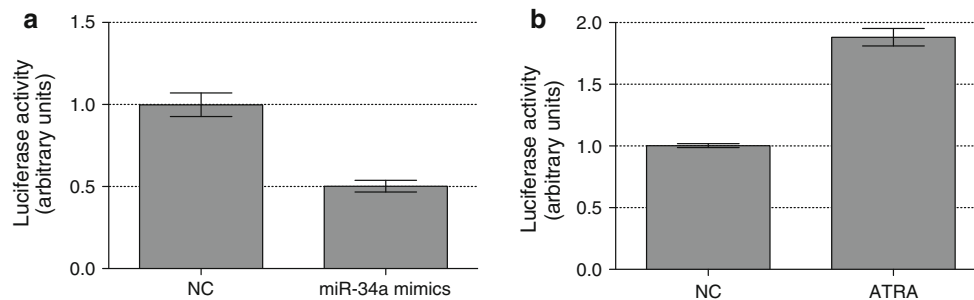 a
Luciferase activity
(arbitrary units)
1.5
1.0
0.5
0.0
NC miR-34a mimics
b
Luciferase activity
(arbitrary units)
2.0
1.5
1.0
0.5
0.0
NC ATRA